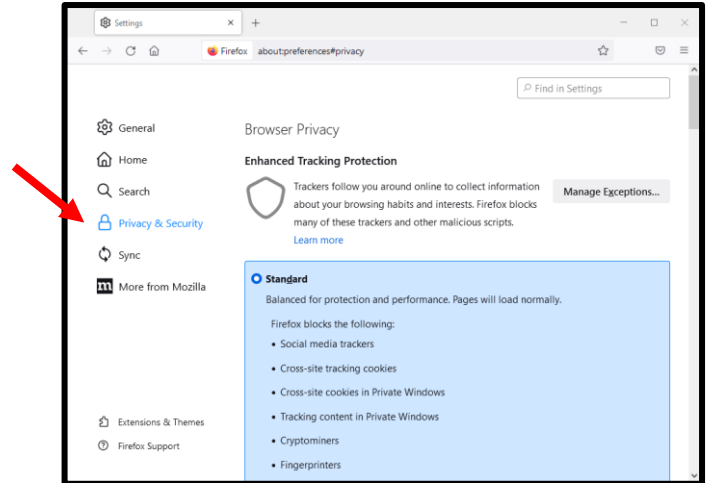 Settings
Firefox about:preferences#privacy
Find in Settings
General
Home
Search
Privacy & Security
Sync
More from Mozilla
Extensions & Themes
Firefox Support
Browser Privacy
Enhanced Tracking Protection
Trackers follow you around online to collect information
about your browsing habits and interests. Firefox blocks
many of these trackers and other malicious scripts.
Learn more
Manage Exceptions...
Standard
Balanced for protection and performance. Pages will load normally.
Firefox blocks the following:
• Social media trackers
• Cross-site tracking cookies
• Cross-site cookies in Private Windows
• Tracking content in Private Windows
• Cryptominers
• Fingerprinters